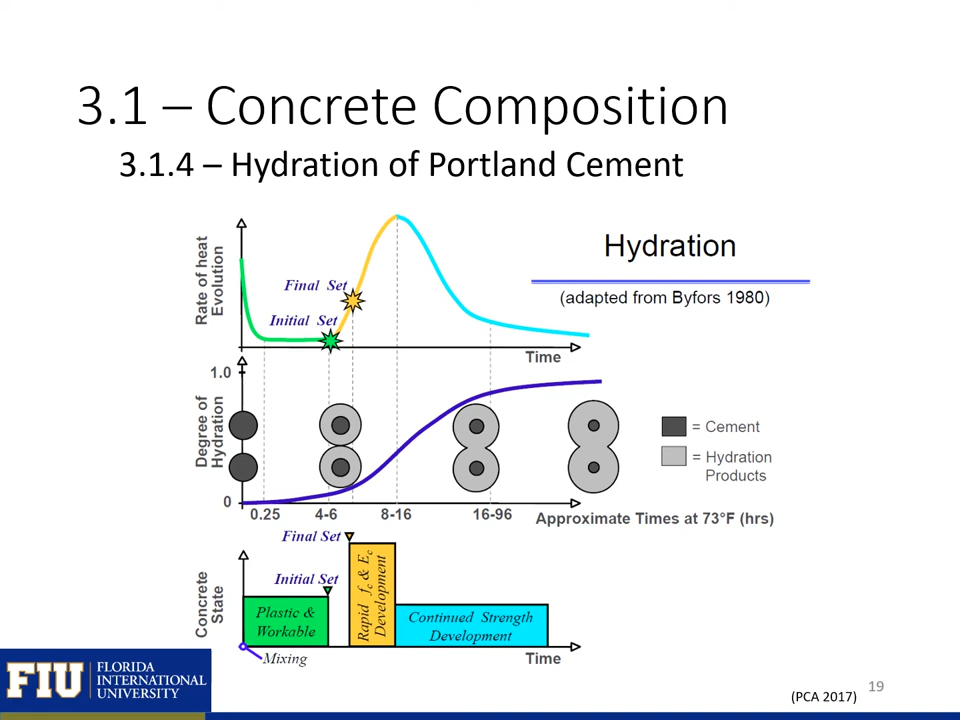 3.1 – Concrete Composition
3.1.4 – Hydration of Portland Cement
Rate of heat
Evolution
Final Set
Initial Set
Time
Hydration
(adapted from Byfors 1980)
1.0
Degree of
Hydration
0
= Cement
= Hydration
Products
0.25
4-6
8-16
16-96
Approximate Times at 73°F (hrs)
Final Set
Initial Set
Concrete
State
Plastic &
Workable
Rapid fc & Ec
Development
Continued Strength
Development
Mixing
Time
FIU
FLORIDA
INTERNATIONAL
UNIVERSITY
19
(PCA 2017)